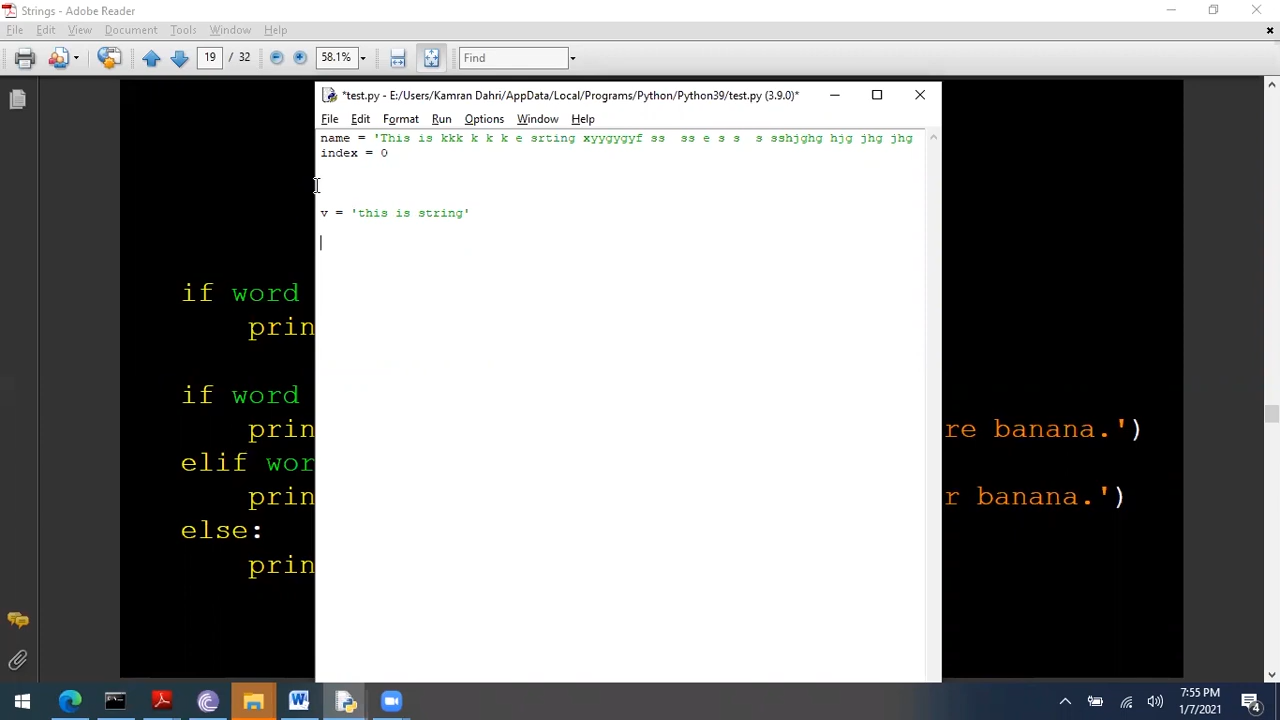 Strings - Adobe Reader
File Edit View Document Tools Window Help
19 / 32 58.1% Find
*test.py - E:/Users/Kamran Dahri/AppData/Local/Programs/Python/Python39/test.py (3.9.0)*
File Edit Format Run Options Window Help
name = 'This is kkk k k k e srting xyygygyf ss  ss e s s  s sshjghg hjg jhg jhg
index = 0
v = 'this is string'
if word
prin
if word
prin re banana.')
elif wor
prin r banana.')
else:
prin
7:55 PM
1/7/2021
4